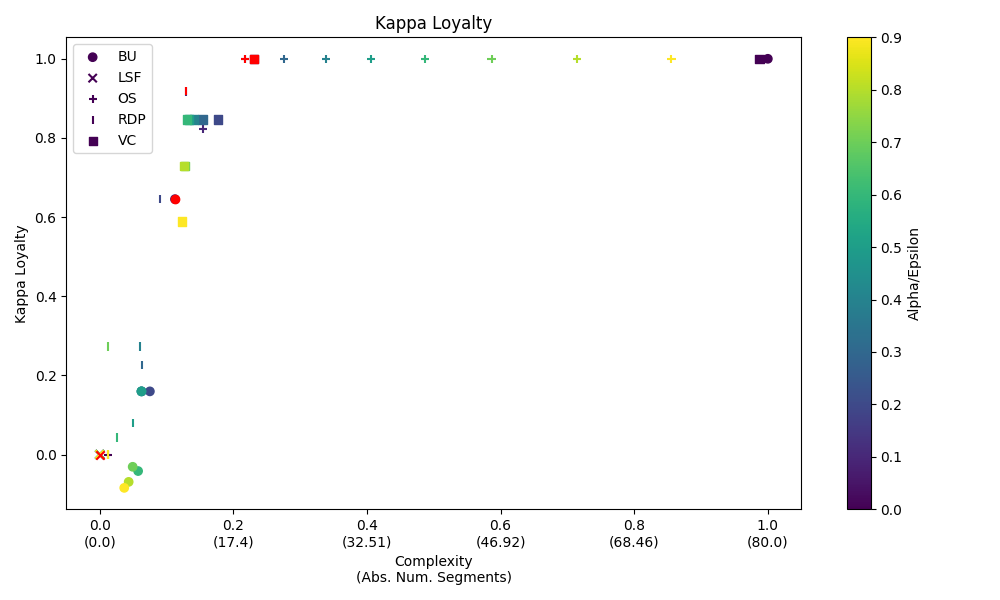 Kappa Loyalty
BU
LSF
OS
RDP
VC
Kappa Loyalty
1.0
0.8
0.6
0.4
0.2
0.0
0.0 0.2 0.4 0.6 0.8 1.0
(0.0) (17.4) (32.51) (46.92) (68.46) (80.0)
Complexity
(Abs. Num. Segments)
0.9
0.8
0.7
0.6
0.5
0.4
0.3
0.2
0.1
0.0
Alpha/Epsilon